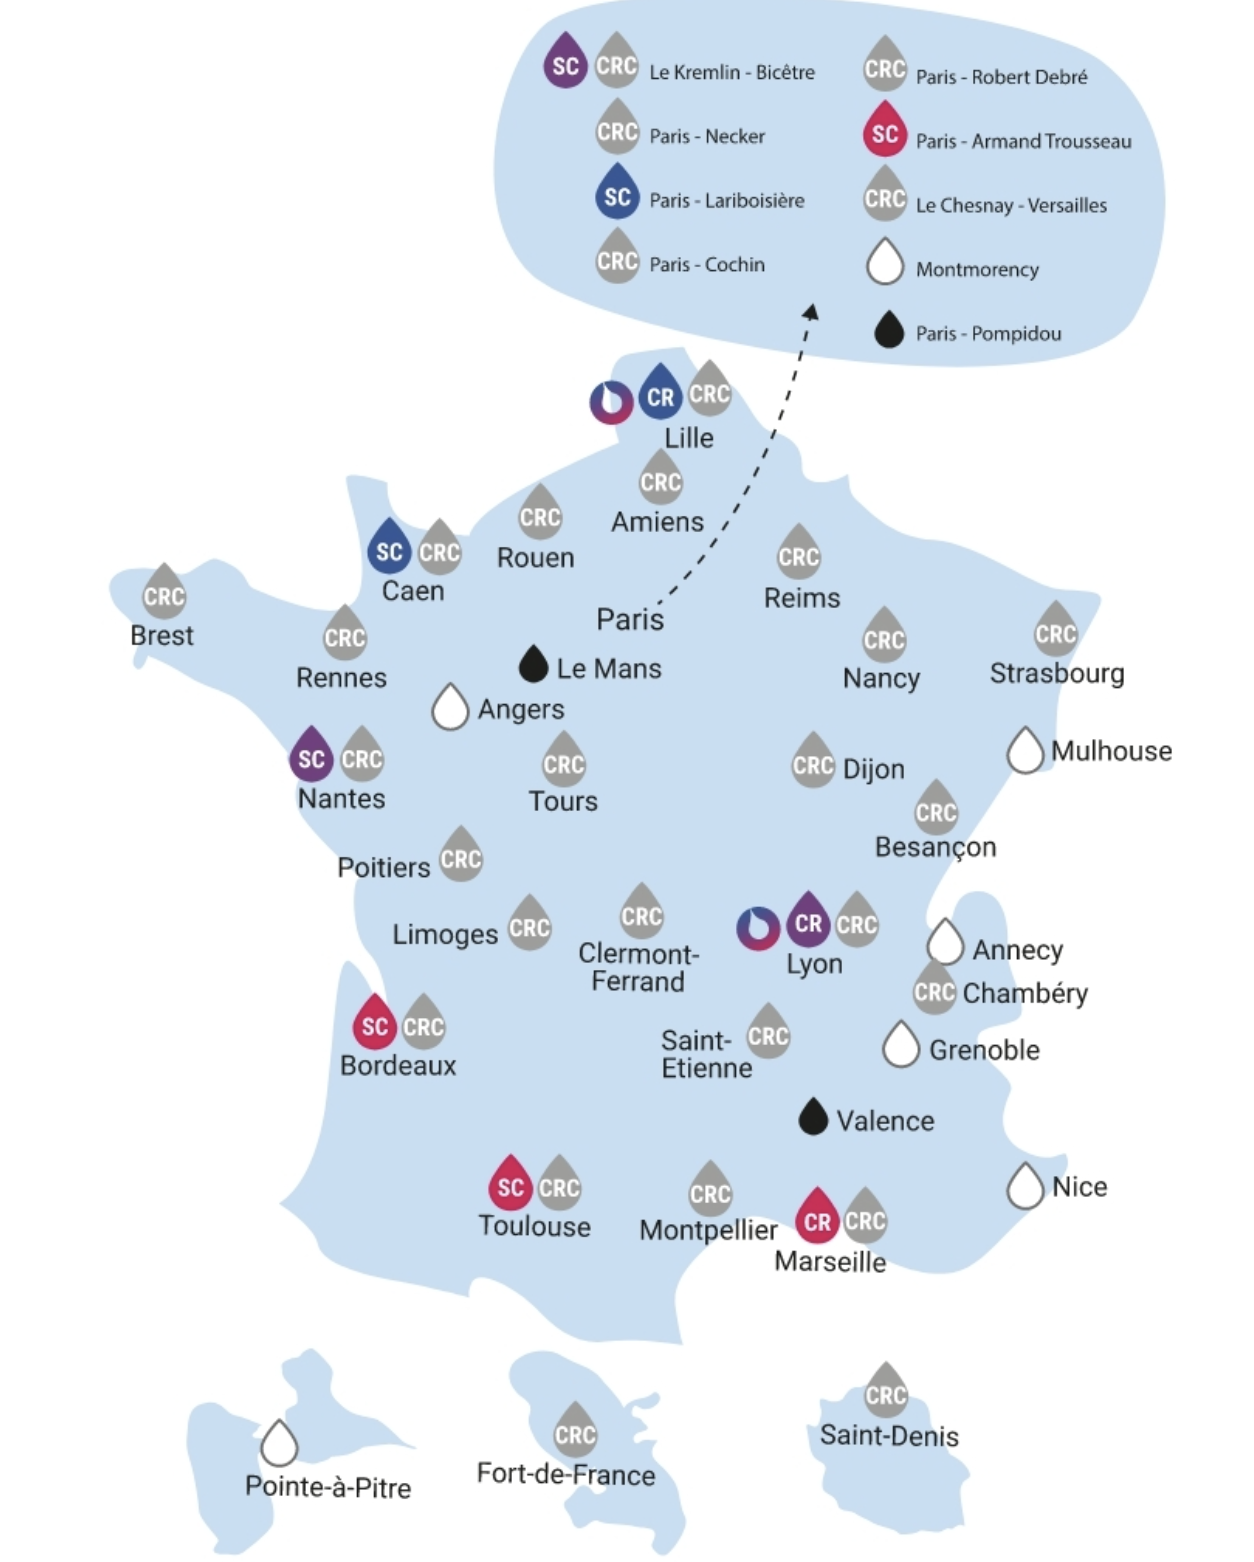 SC CRC Le Kremlin - Bicêtre
CRC Paris - Necker
SC Paris - Lariboisière
CRC Paris - Cochin
CRC Paris - Robert Debré
SC Paris - Armand Trousseau
CRC Le Chesnay - Versailles
Montmorency
Paris - Pompidou
CR CRC
Lille
CRC
Amiens
CRC
Rouen
SC CRC
Caen
CRC
Reims
CRC
Brest
Paris
CRC
Rennes
CRC
Nancy
CRC
Strasbourg
Le Mans
Angers
SC CRC
Nantes
CRC
Tours
CRC Dijon
Mulhouse
CRC
Besançon
Poitiers CRC
Limoges CRC
CRC
Clermont-
Ferrand
CR CRC
Lyon
Annecy
CRC Chambéry
SC CRC
Bordeaux
CRC
Saint-
Etienne
Grenoble
Valence
SC CRC
Toulouse
CRC
Montpellier
CR CRC
Marseille
Nice
Pointe-à-Pitre
CRC
Fort-de-France
CRC
Saint-Denis